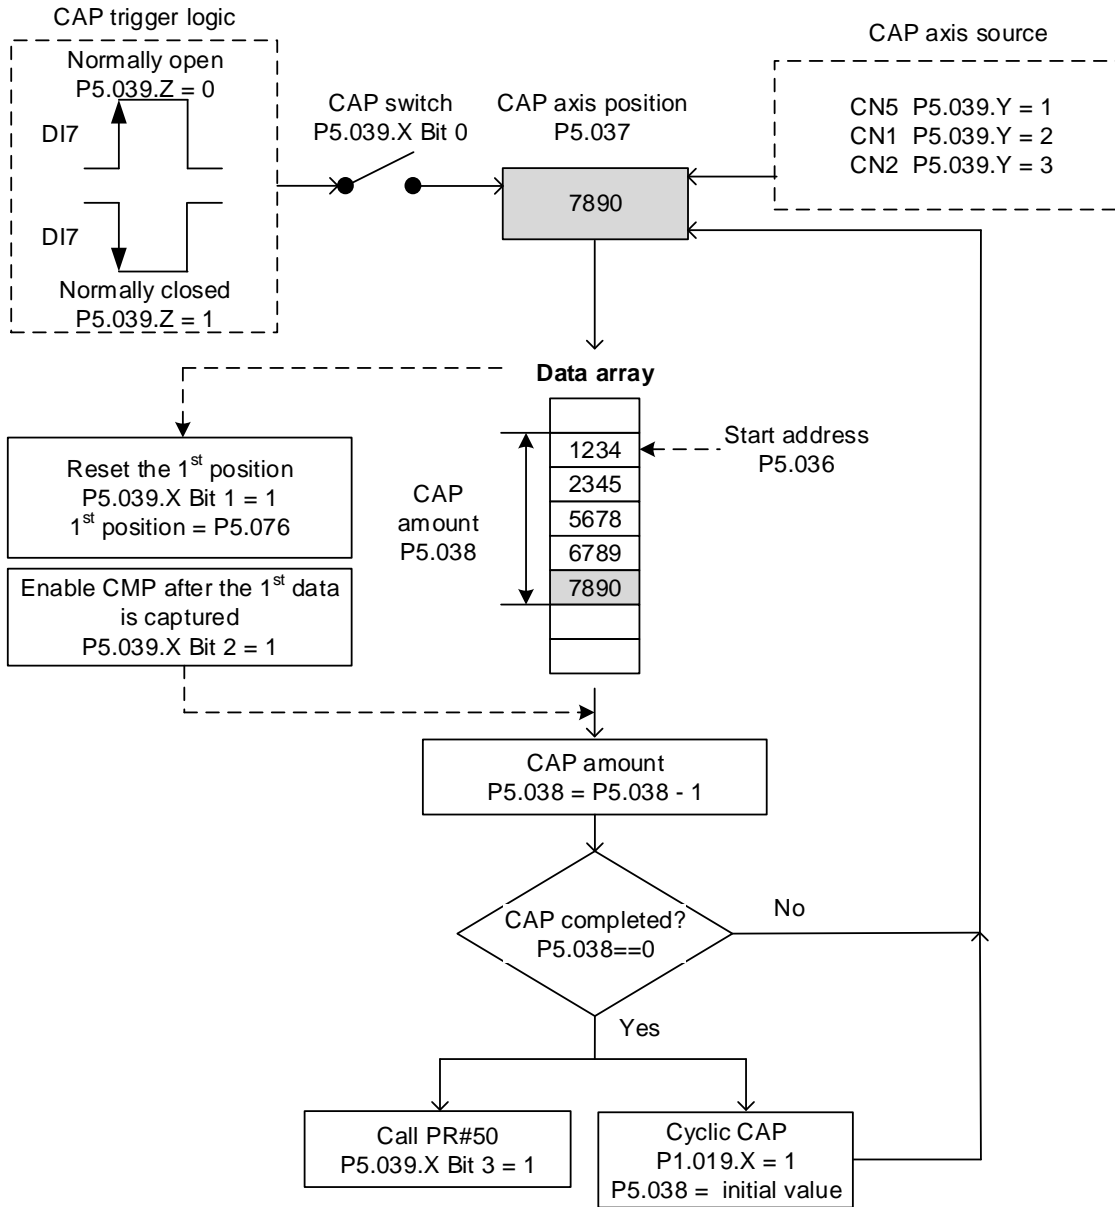 CAP trigger logic
Normally open
P5.039.Z = 0
DI7
DI7
Normally closed
P5.039.Z = 1
CAP switch
P5.039.X Bit 0
CAP axis position
P5.037
7890
CAP axis source
CN5 P5.039.Y = 1
CN1 P5.039.Y = 2
CN2 P5.039.Y = 3
Data array
1234
2345
5678
6789
7890
Start address
P5.036
CAP
amount
P5.038
Reset the 1st position
P5.039.X Bit 1 = 1
1st position = P5.076
Enable CMP after the 1st data
is captured
P5.039.X Bit 2 = 1
CAP amount
P5.038 = P5.038 - 1
CAP completed?
P5.038==0
No
Yes
Call PR#50
P5.039.X Bit 3 = 1
Cyclic CAP
P1.019.X = 1
P5.038 = initial value